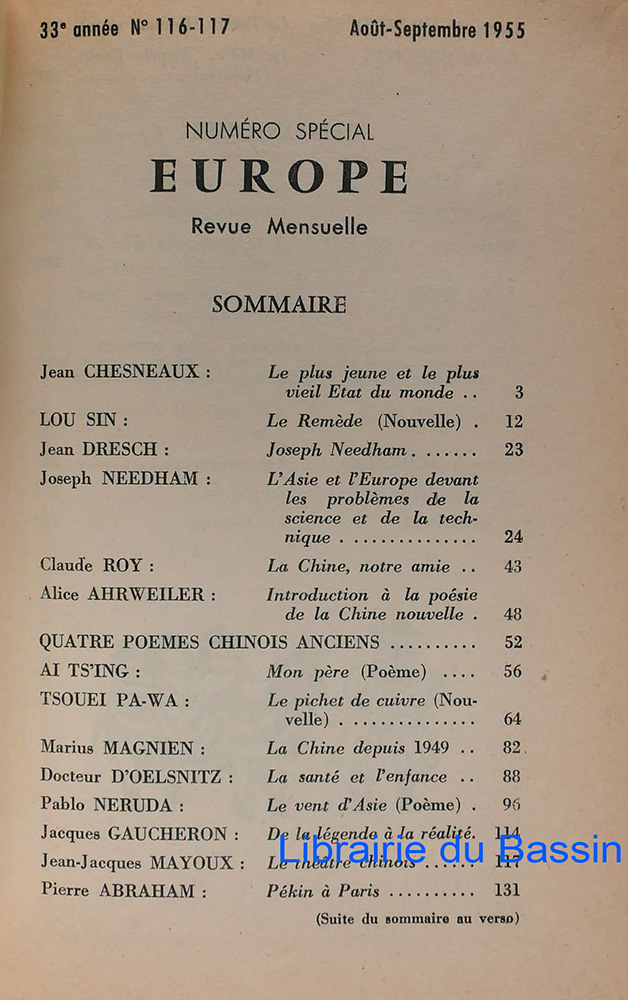 33e année N° 116-117 Août-Septembre 1955
NUMÉRO SPÉCIAL
EUROPE
Revue Mensuelle
SOMMAIRE
Jean CHESNEAUX : Le plus jeune et le plus
vieil Etat du monde .. 3
LOU SIN : Le Remède (Nouvelle) . 12
Jean DRESCH : Joseph Needham. ...... 23
Joseph NEEDHAM : L'Asie et l'Europe devant
les problèmes de la
science et de la tech-
nique . .............. 24
Claude ROY : La Chine, notre amie .. 43
Alice AHRWEILER : Introduction à la poésie
de la Chine nouvelle . 48
QUATRE POEMES CHINOIS ANCIENS .......... 52
AI TS'ING : Mon père (Poème) .... 56
TSOUEI PA-WA : Le pichet de cuivre (Nou-
velle) . .............. 64
Marius MAGNIEN : La Chine depuis 1949 .. 82
Docteur D'OELSNITZ : La santé et l'enfance .. 88
Pablo NERUDA : Le vent d'Asie (Poème) . 96
Jacques GAUCHERON : De la légende à la réalité. 114
Jean-Jacques MAYOUX : Le théâtre chinois ...... 117
Librairie du Bassin
Pierre ABRAHAM : Pékin à Paris .......... 131
(Suite du sommaire au verso)